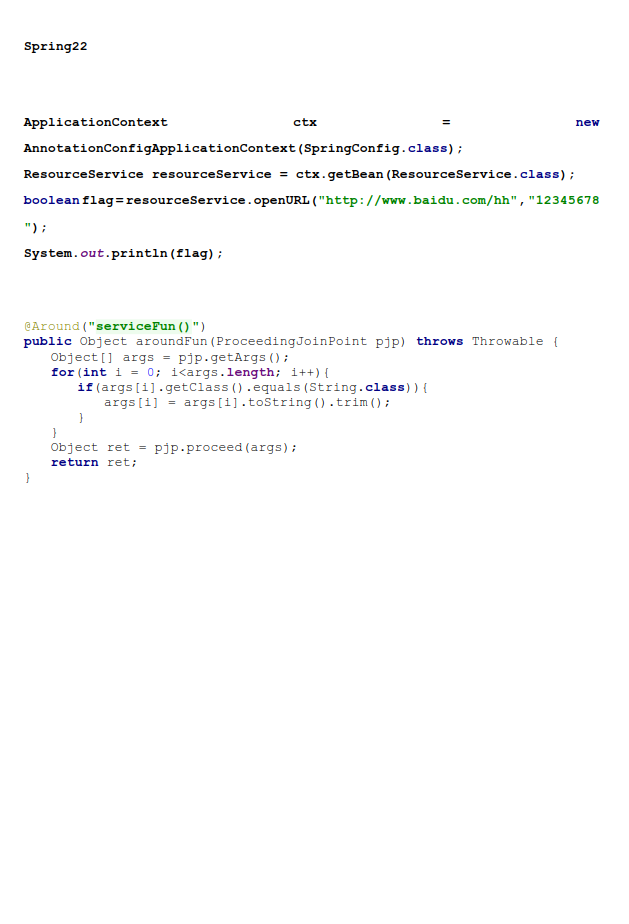 Spring22
ApplicationContext ctx = new
AnnotationConfigApplicationContext(SpringConfig.class);
ResourceService resourceService = ctx.getBean(ResourceService.class);
boolean flag=resourceService.openURL("http://www.baidu.com/hh","12345678
");
System.out.println(flag);
@Around("serviceFun()")
public Object aroundFun(ProceedingJoinPoint pjp) throws Throwable {
    Object[] args = pjp.getArgs();
    for(int i = 0; i<args.length; i++){
        if(args[i].getClass().equals(String.class)){
            args[i] = args[i].toString().trim();
        }
    }
    Object ret = pjp.proceed(args);
    return ret;
}